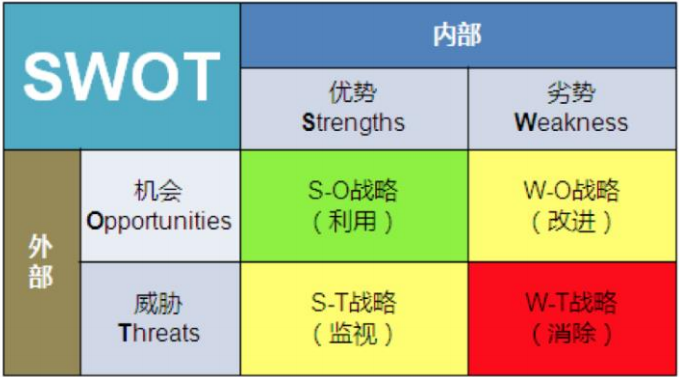 SWOT
内部
优势
Strengths
劣势
Weakness
外部
机会
Opportunities
S-O战略
（利用）
W-O战略
（改进）
威胁
Threats
S-T战略
（监视）
W-T战略
（消除）